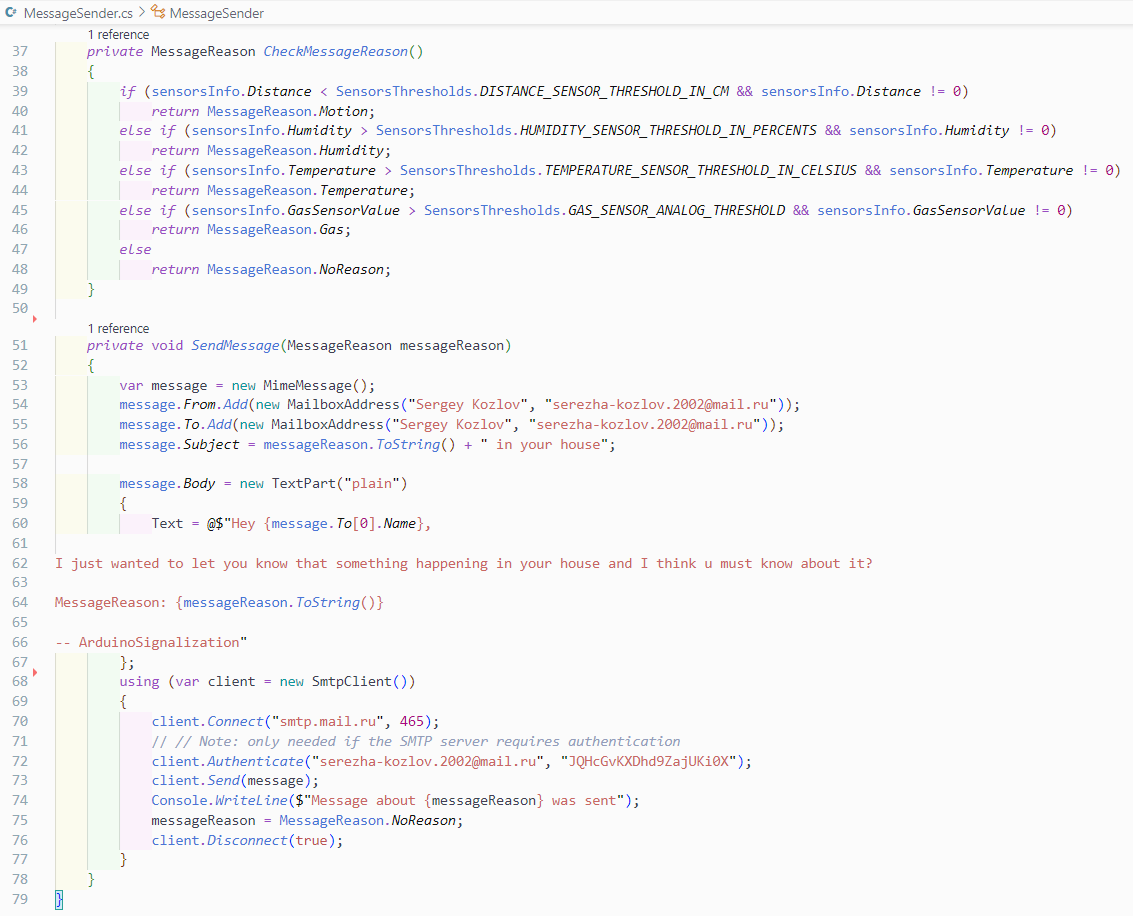 MessageSender.cs > MessageSender
1 reference
37 private MessageReason CheckMessageReason()
38 {
39 if (sensorsInfo.Distance < SensorsThresholds.DISTANCE_SENSOR_THRESHOLD_IN_CM && sensorsInfo.Distance != 0)
40 return MessageReason.Motion;
41 else if (sensorsInfo.Humidity > SensorsThresholds.HUMIDITY_SENSOR_THRESHOLD_IN_PERCENTS && sensorsInfo.Humidity != 0)
42 return MessageReason.Humidity;
43 else if (sensorsInfo.Temperature > SensorsThresholds.TEMPERATURE_SENSOR_THRESHOLD_IN_CELSIUS && sensorsInfo.Temperature != 0)
44 return MessageReason.Temperature;
45 else if (sensorsInfo.GasSensorValue > SensorsThresholds.GAS_SENSOR_ANALOG_THRESHOLD && sensorsInfo.GasSensorValue != 0)
46 return MessageReason.Gas;
47 else
48 return MessageReason.NoReason;
49 }
50
1 reference
51 private void SendMessage(MessageReason messageReason)
52 {
53 var message = new MimeMessage();
54 message.From.Add(new MailboxAddress("Sergey Kozlov", "serezha-kozlov.2002@mail.ru"));
55 message.To.Add(new MailboxAddress("Sergey Kozlov", "serezha-kozlov.2002@mail.ru"));
56 message.Subject = messageReason.ToString() + " in your house";
57
58 message.Body = new TextPart("plain")
59 {
60 Text = @$"Hey {message.To[0].Name},
61
62 I just wanted to let you know that something happening in your house and I think u must know about it?
63
64 MessageReason: {messageReason.ToString()}
65
66 -- ArduinoSignalization"
67 };
68 using (var client = new SmtpClient())
69 {
70 client.Connect("smtp.mail.ru", 465);
71 // // Note: only needed if the SMTP server requires authentication
72 client.Authenticate("serezha-kozlov.2002@mail.ru", "JQHcGvKXDhd9ZajUKi0X");
73 client.Send(message);
74 Console.WriteLine($"Message about {messageReason} was sent");
75 messageReason = MessageReason.NoReason;
76 client.Disconnect(true);
77 }
78 }
79 }